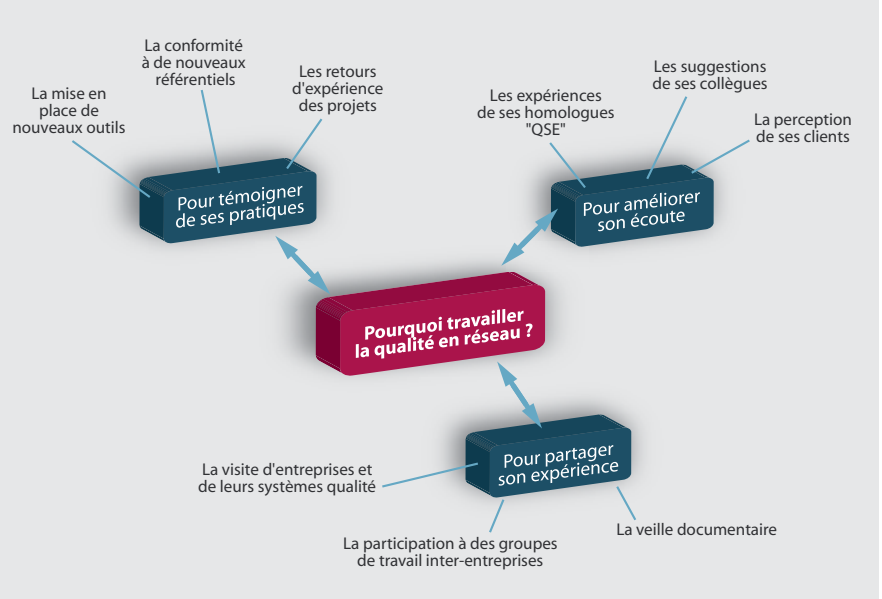 La conformité
à de nouveaux
référentiels
Les retours
d'expérience
des projets
La mise en
place de
nouveaux outils
Pour témoigner
de ses pratiques
Les suggestions
de ses collègues
Les expériences
de ses homologues
"QSE"
La perception
de ses clients
Pour améliorer
son écoute
Pourquoi travailler
la qualité en réseau ?
Pour partager
son expérience
La visite d'entreprises et
de leurs systèmes qualité
La participation à des groupes
de travail inter-entreprises
La veille documentaire